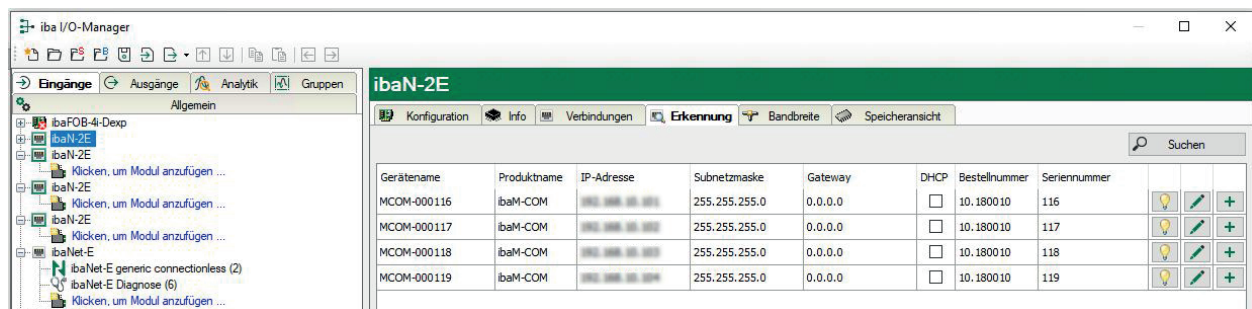 iba I/O-Manager
Eingänge Ausgänge Analytik Gruppen
Allgemein
ibaFOB-4i-Dexp
ibaN-2E
ibaN-2E
Klicken, um Modul anzufügen ...
ibaN-2E
Klicken, um Modul anzufügen ...
ibaN-2E
Klicken, um Modul anzufügen ...
ibaNet-E
ibaNet-E generic connectionless (2)
ibaNet-E Diagnose (6)
Klicken, um Modul anzufügen ...
ibaN-2E
Konfiguration Info Verbindungen Erkennung Bandbreite Speicheransicht
Suchen
Gerätename Produktname IP-Adresse Subnetzmaske Gateway DHCP Bestellnummer Seriennummer
MCOM-000116 ibaM-COM 255.255.255.0 0.0.0.0 10.180010 116
MCOM-000117 ibaM-COM 255.255.255.0 0.0.0.0 10.180010 117
MCOM-000118 ibaM-COM 255.255.255.0 0.0.0.0 10.180010 118
MCOM-000119 ibaM-COM 255.255.255.0 0.0.0.0 10.180010 119